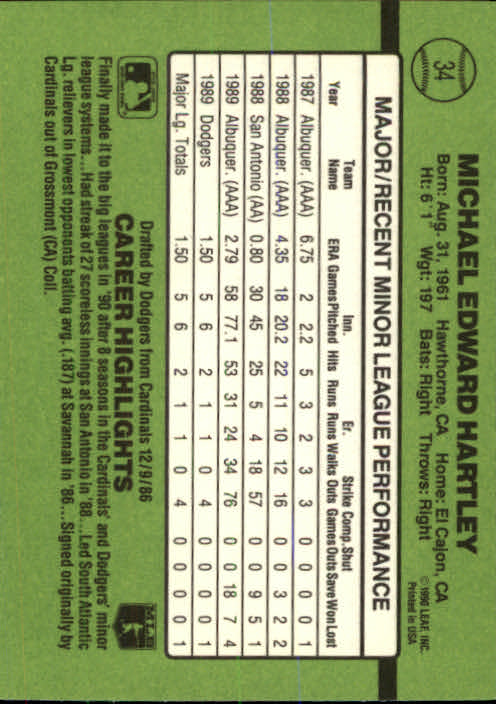 34
MICHAEL EDWARD HARTLEY
Born: Aug. 31, 1961 Hawthorne, CA Home: El Cajon, CA
Ht: 6'1" Wgt: 197 Bats: Right Throws: Right
© 1990 LEAF, INC.
Printed in USA
MAJOR/RECENT MINOR LEAGUE PERFORMANCE
Team Inn. Er. Strike Comp. Shut
Year Name ERA Games Pitched Hits Runs Runs Walks Outs Games Outs Save Won Lost
1987 Albuquer. (AAA) 6.75 2 2.2 5 3 2 3 3 0 0 0 0 1
1988 Albuquer. (AAA) 4.35 18 20.2 22 11 10 12 16 0 0 3 2 2
1988 San Antonio (AA) 0.80 30 45 25 5 4 18 57 0 0 9 5 1
1989 Albuquer. (AAA) 2.79 58 77.1 53 31 24 34 76 0 0 18 7 4
1989 Dodgers 1.50 5 6 2 1 1 0 4 0 0 0 0 1
Major Lg. Totals 1.50 5 6 2 1 1 0 4 0 0 0 0 1
Drafted by Dodgers from Cardinals 12/9/86
CAREER HIGHLIGHTS
MLBPA
Finally made it to the big leagues in '90 after 8 seasons in the Cardinals' and Dodgers' minor
league systems...Had streak of 27 scoreless innings at San Antonio in '88...Led South Atlantic
Lg. relievers in lowest opponents batting avg. (.187) at Savannah in '86...Signed originally by
Cardinals out of Grossmont (CA) Coll.